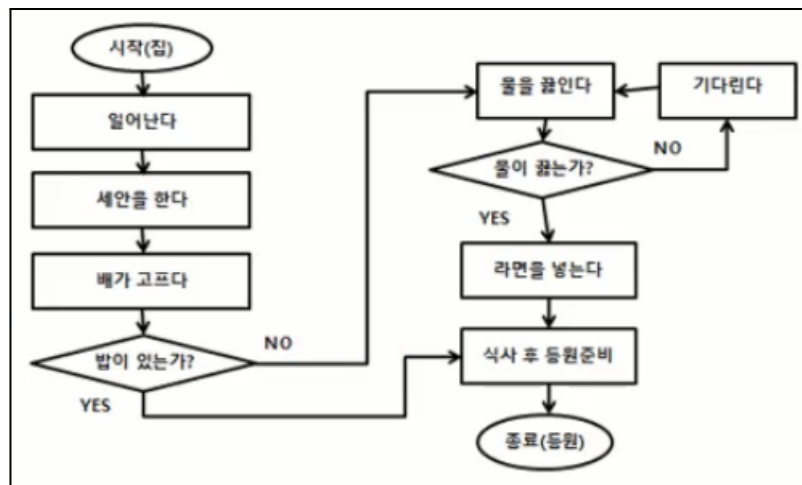 시작(집)
일어난다
세안을 한다
배가 고프다
밥이 있는가?
NO
YES
물을 끓인다
기다린다
물이 끓는가?
NO
YES
라면을 넣는다
식사 후 등원준비
종료(등원)